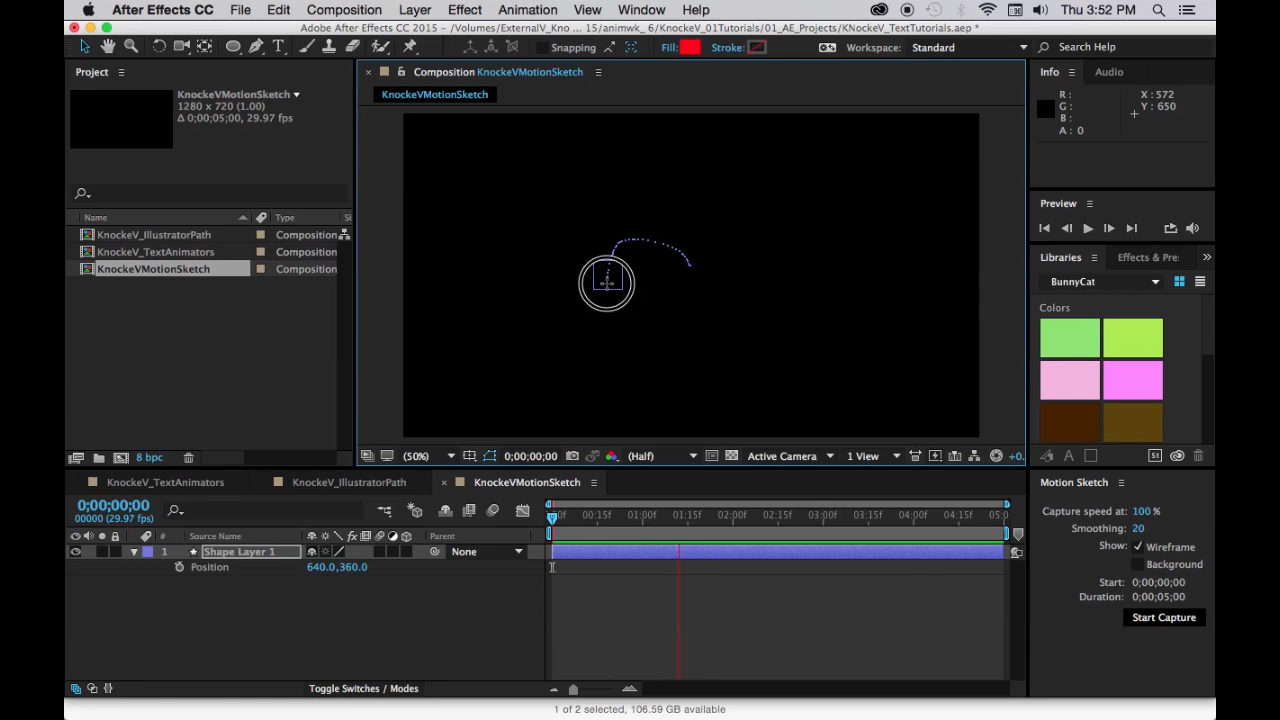 After Effects CC File Edit Composition Layer Effect Animation View Window Help Thu 3:52 PM
Adobe After Effects CC 2015 - /Volumes/ExternalV_Kno ... 15/animwk_ 6/KnockeV_01Tutorials/01_AE_Projects/KNockeV_TextTutorials.aep *
Snapping Fill: Stroke: Workspace: Standard Search Help
Project
KnockeVMotionSketch
1280 x 720 (1.00)
Δ 0;00;05;00, 29.97 fps
Name Type Si
KnockeV_IllustratorPath Composition
KnockeV_TextAnimators Composition
KnockeVMotionSketch Composition
8 bpc
Composition KnockeVMotionSketch
KnockeVMotionSketch
(50%) 0;00;00;00 (Half) Active Camera 1 View +0.
Info Audio
R: X: 572
G: Y: 650
B:
A: 0
Preview
Libraries Effects & Pre:
BunnyCat
Colors
KnockeV_TextAnimators KnockeV_IllustratorPath KnockeVMotionSketch
0;00;00;00
00000 (29.97 fps)
0f 00:15f 01:00f 01:15f 02:00f 02:15f 03:00f 03:15f 04:00f 04:15f 05:0
# Source Name Parent
1 Shape Layer 1 None
Position 640.0,360.0
Toggle Switches / Modes
Motion Sketch
Capture speed at: 100 %
Smoothing: 20
Show: Wireframe
Background
Start: 0;00;00;00
Duration: 0;00;05;00
Start Capture
1 of 2 selected, 106.59 GB available